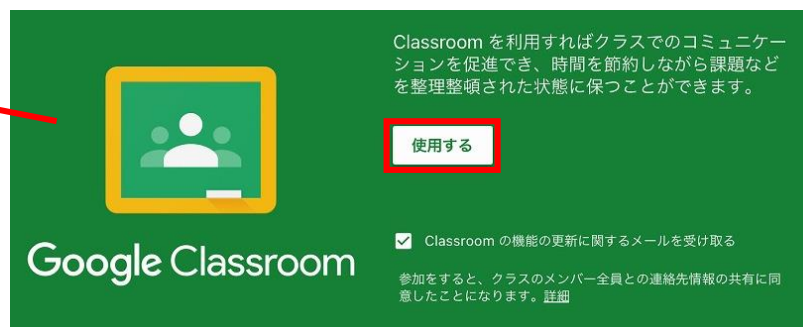 Classroom を利用すればクラスでのコミュニケー
ションを促進でき、時間を節約しながら課題など
を整理整頓された状態に保つことができます。
使用する
Google Classroom
Classroom の機能の更新に関するメールを受け取る
参加をすると、クラスのメンバー全員との連絡先情報の共有に同
意したことになります。詳細